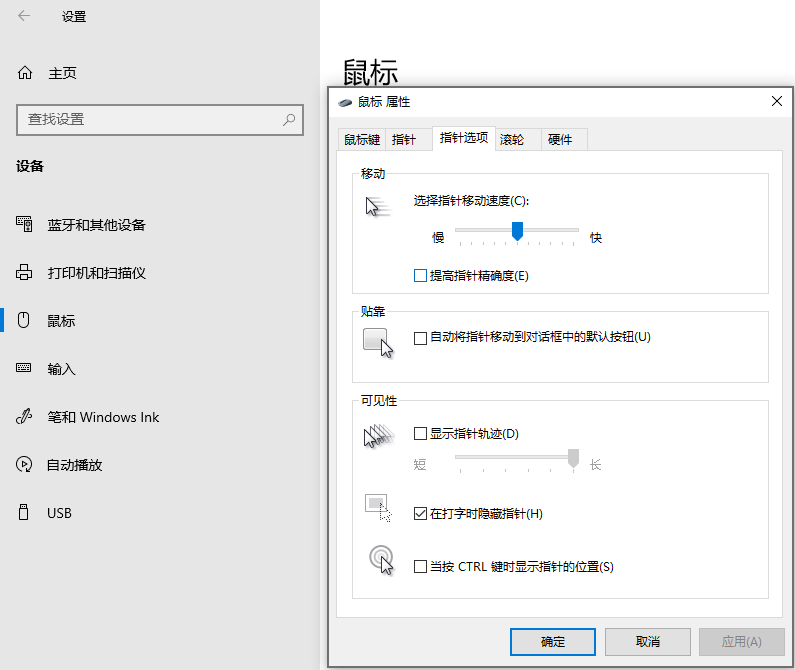 设置
主页
查找设置
设备
蓝牙和其他设备
打印机和扫描仪
鼠标
输入
笔和 Windows Ink
自动播放
USB
鼠标
鼠标 属性
鼠标键 指针 指针选项 滚轮 硬件
移动
选择指针移动速度(C):
慢 快
提高指针精确度(E)
贴靠
自动将指针移动到对话框中的默认按钮(U)
可见性
显示指针轨迹(D)
短 长
在打字时隐藏指针(H)
当按 CTRL 键时显示指针的位置(S)
确定 取消 应用(A)